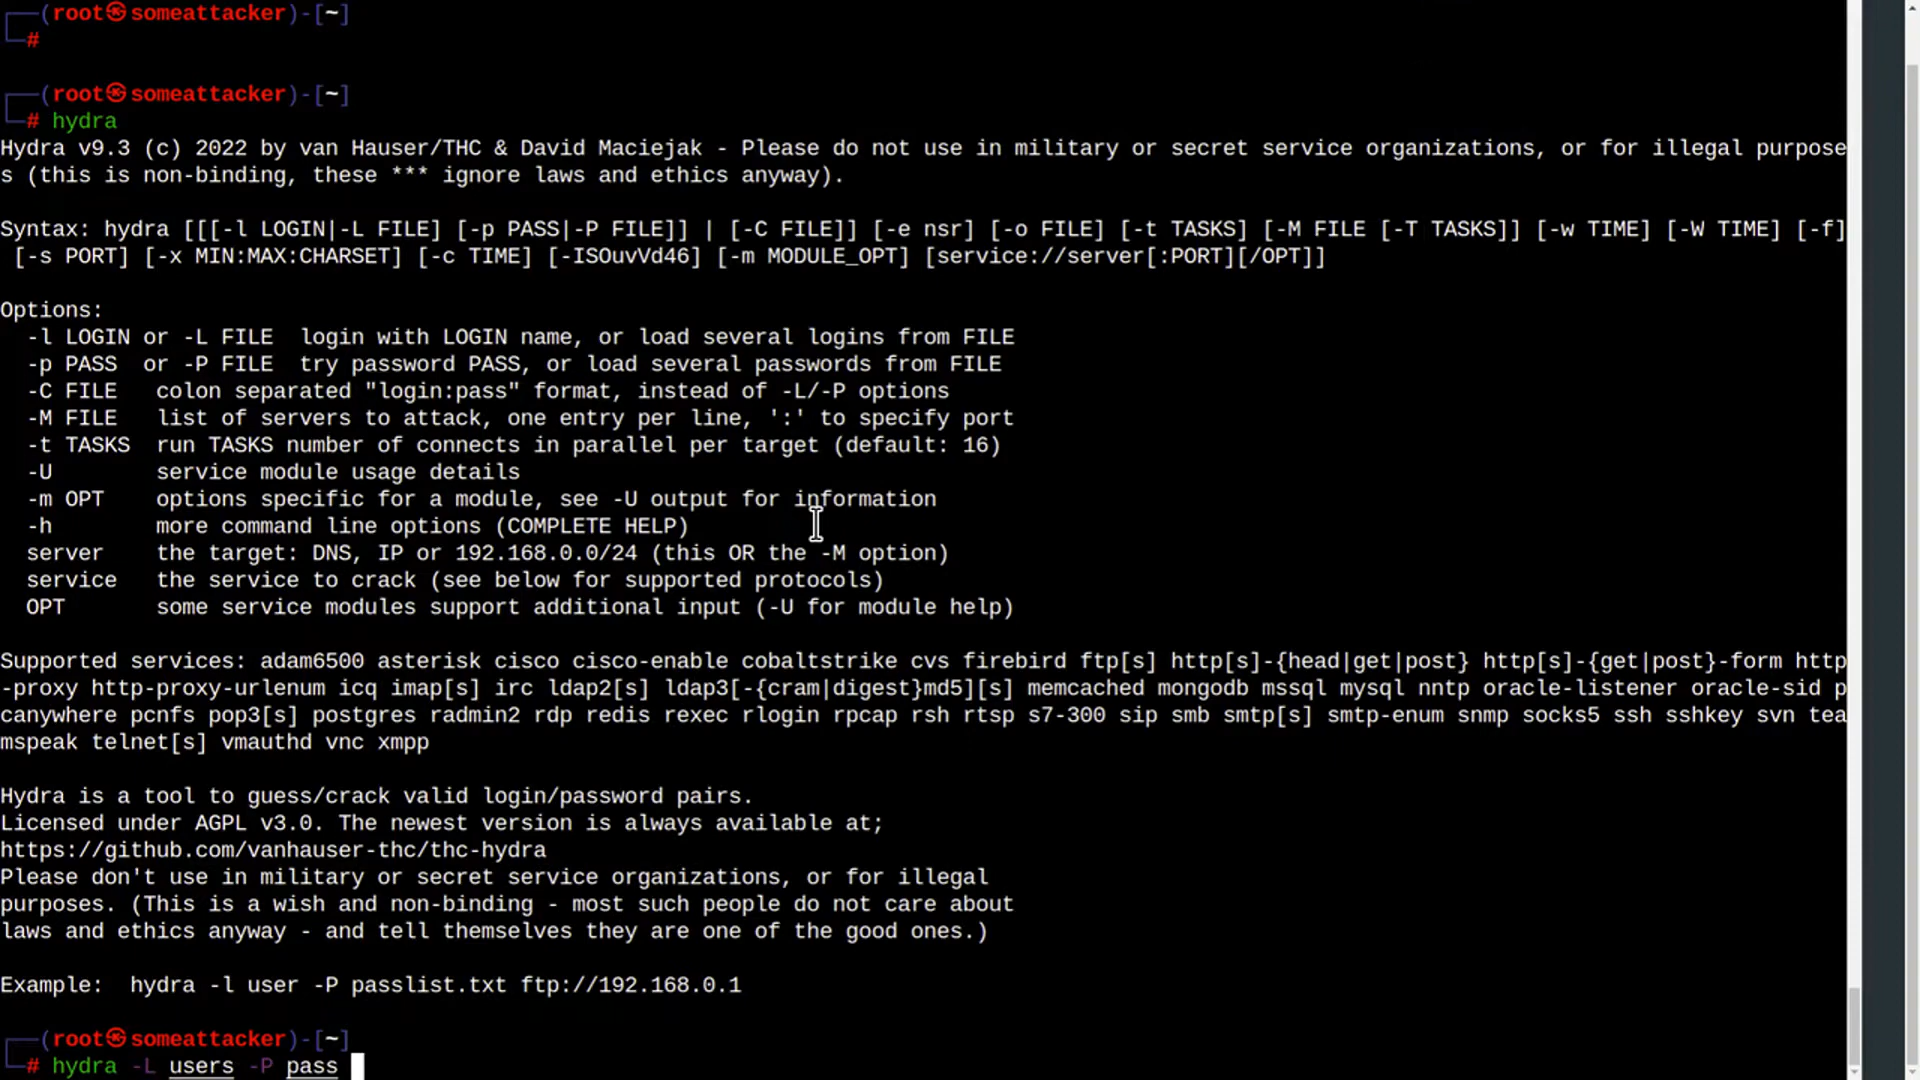 ┌──(root㉿someattacker)-[~]
└─#
┌──(root㉿someattacker)-[~]
└─# hydra
Hydra v9.3 (c) 2022 by van Hauser/THC & David Maciejak - Please do not use in military or secret service organizations, or for illegal purpose
s (this is non-binding, these *** ignore laws and ethics anyway).
Syntax: hydra [[[-l LOGIN|-L FILE] [-p PASS|-P FILE]] | [-C FILE]] [-e nsr] [-o FILE] [-t TASKS] [-M FILE [-T TASKS]] [-w TIME] [-W TIME] [-f]
[-s PORT] [-x MIN:MAX:CHARSET] [-c TIME] [-ISOuvVd46] [-m MODULE_OPT] [service://server[:PORT][/OPT]]
Options:
-l LOGIN or -L FILE  login with LOGIN name, or load several logins from FILE
-p PASS  or -P FILE  try password PASS, or load several passwords from FILE
-C FILE   colon separated "login:pass" format, instead of -L/-P options
-M FILE   list of servers to attack, one entry per line, ':' to specify port
-t TASKS  run TASKS number of connects in parallel per target (default: 16)
-U        service module usage details
-m OPT    options specific for a module, see -U output for information
-h        more command line options (COMPLETE HELP)
server    the target: DNS, IP or 192.168.0.0/24 (this OR the -M option)
service   the service to crack (see below for supported protocols)
OPT       some service modules support additional input (-U for module help)
Supported services: adam6500 asterisk cisco cisco-enable cobaltstrike cvs firebird ftp[s] http[s]-{head|get|post} http[s]-{get|post}-form http
-proxy http-proxy-urlenum icq imap[s] irc ldap2[s] ldap3[-{cram|digest}md5][s] memcached mongodb mssql mysql nntp oracle-listener oracle-sid p
canywhere pcnfs pop3[s] postgres radmin2 rdp redis rexec rlogin rpcap rsh rtsp s7-300 sip smb smtp[s] smtp-enum snmp socks5 ssh sshkey svn tea
mspeak telnet[s] vmauthd vnc xmpp
Hydra is a tool to guess/crack valid login/password pairs.
Licensed under AGPL v3.0. The newest version is always available at;
https://github.com/vanhauser-thc/thc-hydra
Please don't use in military or secret service organizations, or for illegal
purposes. (This is a wish and non-binding - most such people do not care about
laws and ethics anyway - and tell themselves they are one of the good ones.)
Example:  hydra -l user -P passlist.txt ftp://192.168.0.1
┌──(root㉿someattacker)-[~]
└─# hydra -L users -P pass